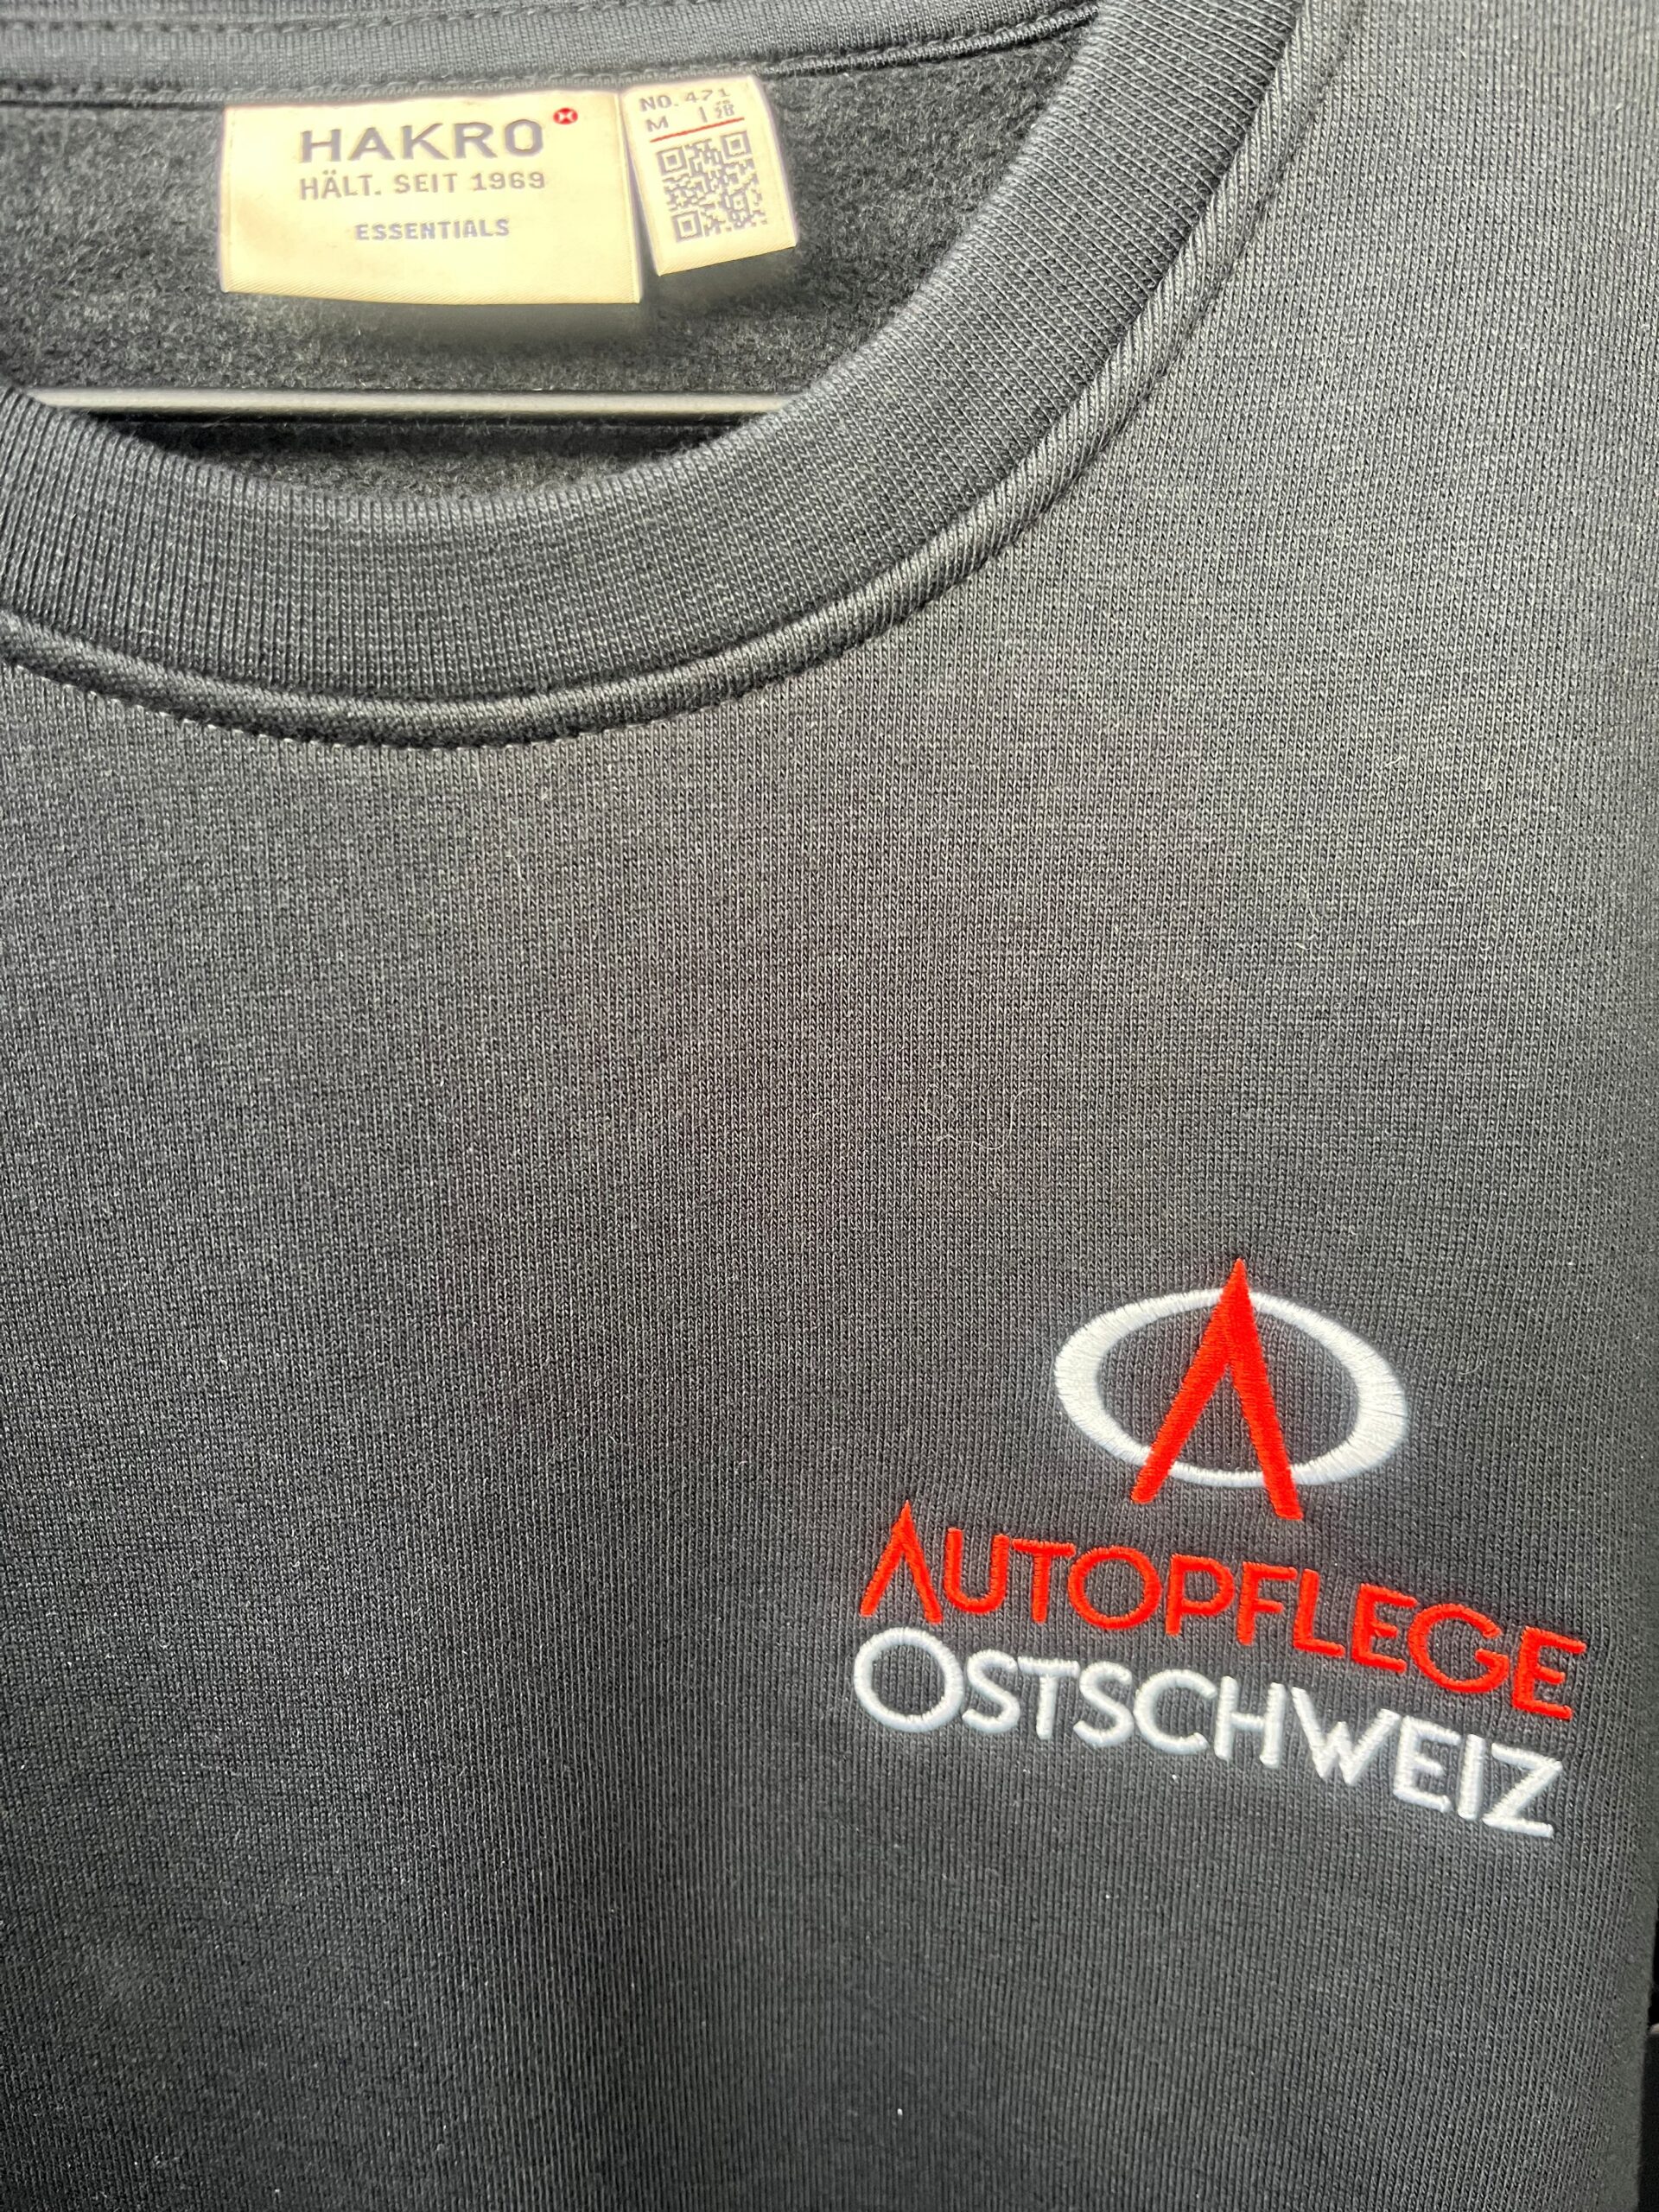 HAKRO
HÄLT. SEIT 1969
ESSENTIALS
NO. 471
M
AUTOPFLEGE
OSTSCHWEIZ